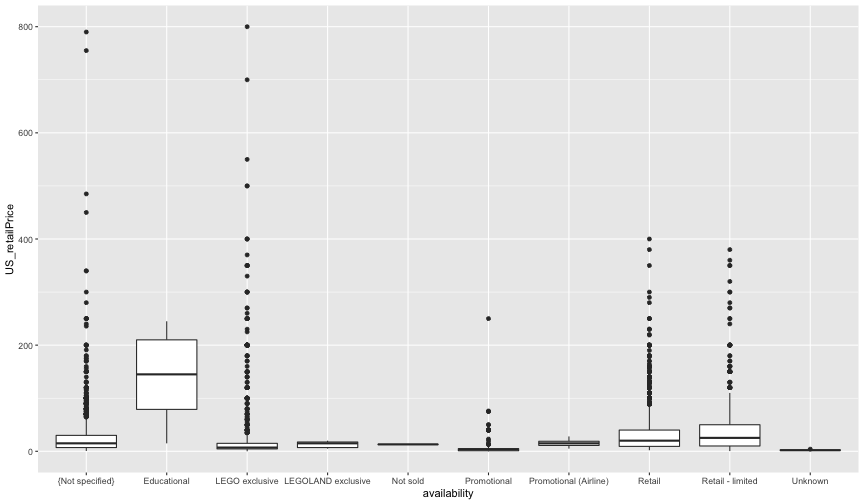 US_retailPrice
800
600
400
200
0
{Not specified} Educational LEGO exclusive LEGOLAND exclusive Not sold Promotional Promotional (Airline) Retail Retail - limited Unknown
availability